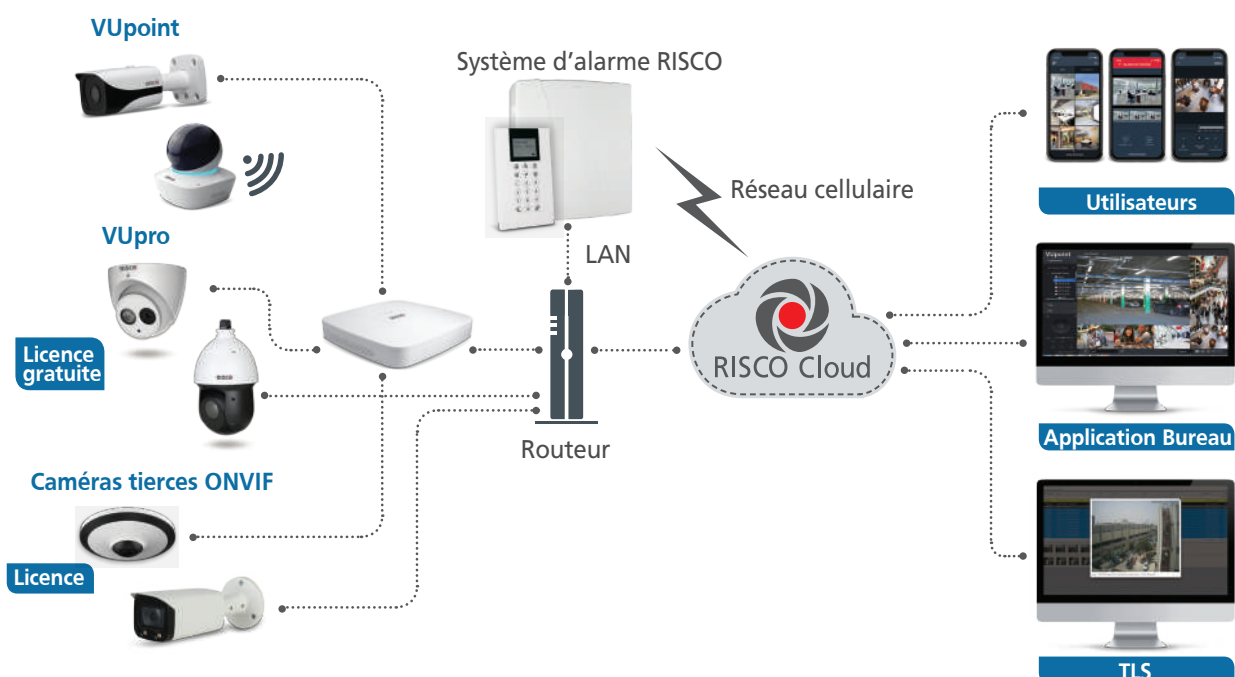 VUpoint
Système d'alarme RISCO
Réseau cellulaire
Utilisateurs
VUpro
LAN
Licence
gratuite
RISCO Cloud
Routeur
Application Bureau
Caméras tierces ONVIF
Licence
TLS